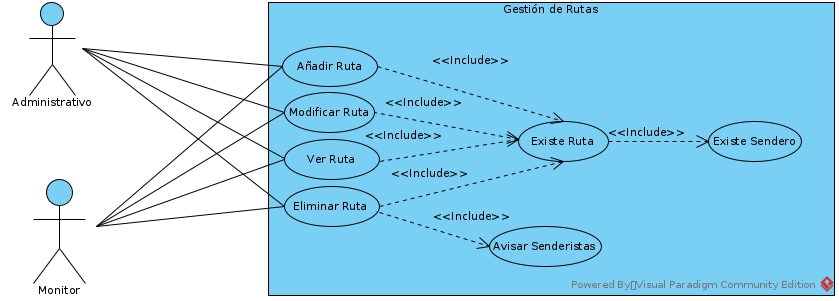 Gestión de Rutas
Administrativo
Añadir Ruta
<<Include>>
Modificar Ruta
<<Include>>
<<Include>>
Existe Ruta
<<Include>>
Existe Sendero
Ver Ruta
<<Include>>
Eliminar Ruta
<<Include>>
Avisar Senderistas
Monitor
Powered By▯Visual Paradigm Community Edition